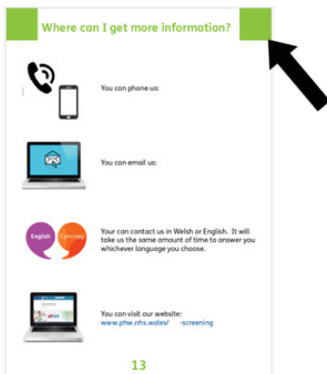 Where can I get more information?
You can phone us:
You can email us:
English
Cymraeg
Your can contact us in Welsh or English. It will
take us the same amount of time to answer you
whichever language you choose.
You can visit our website:
www.phw.nhs.wales/ -screening
13